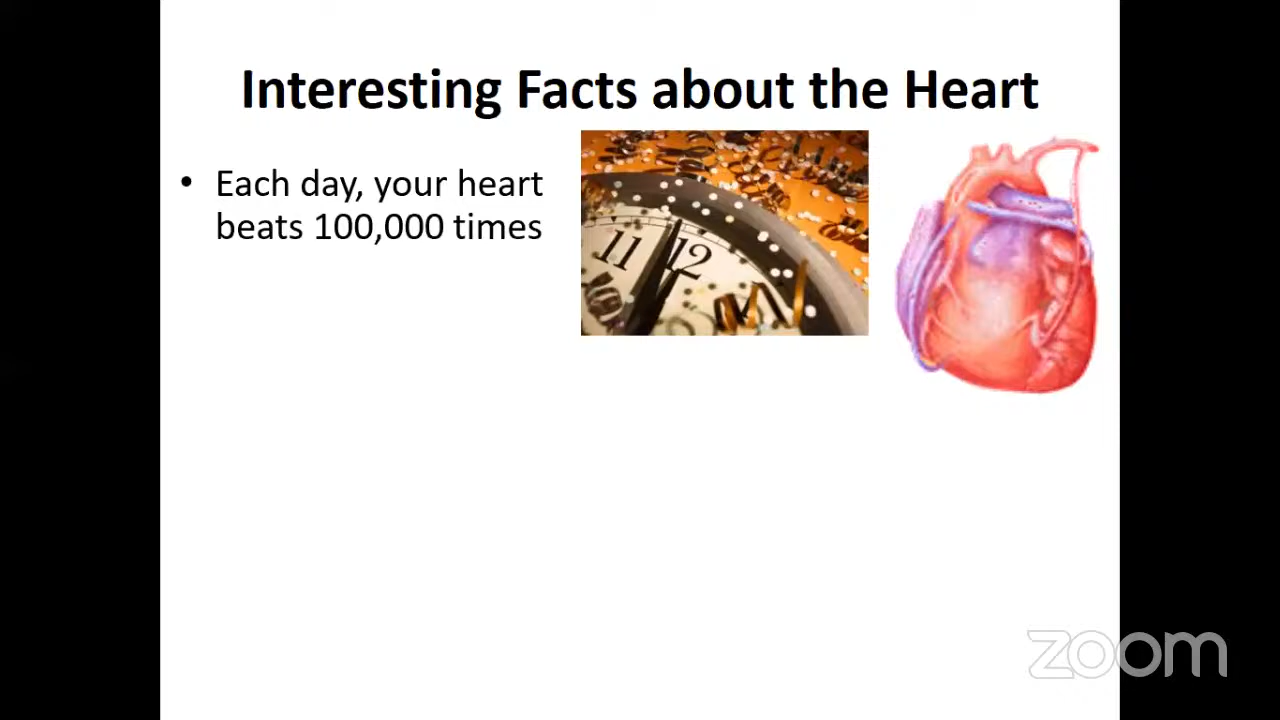 Interesting Facts about the Heart
• Each day, your heart
beats 100,000 times
11 12
zoom